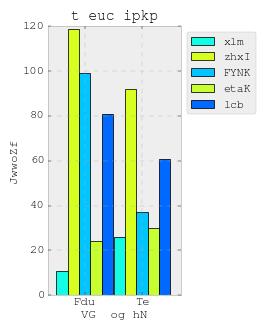 t euc ipkp
JwwoZf
120
100
80
60
40
20
0
Fdu Te
VG og hN
xlm
zhxI
FYNK
etaK
lcb